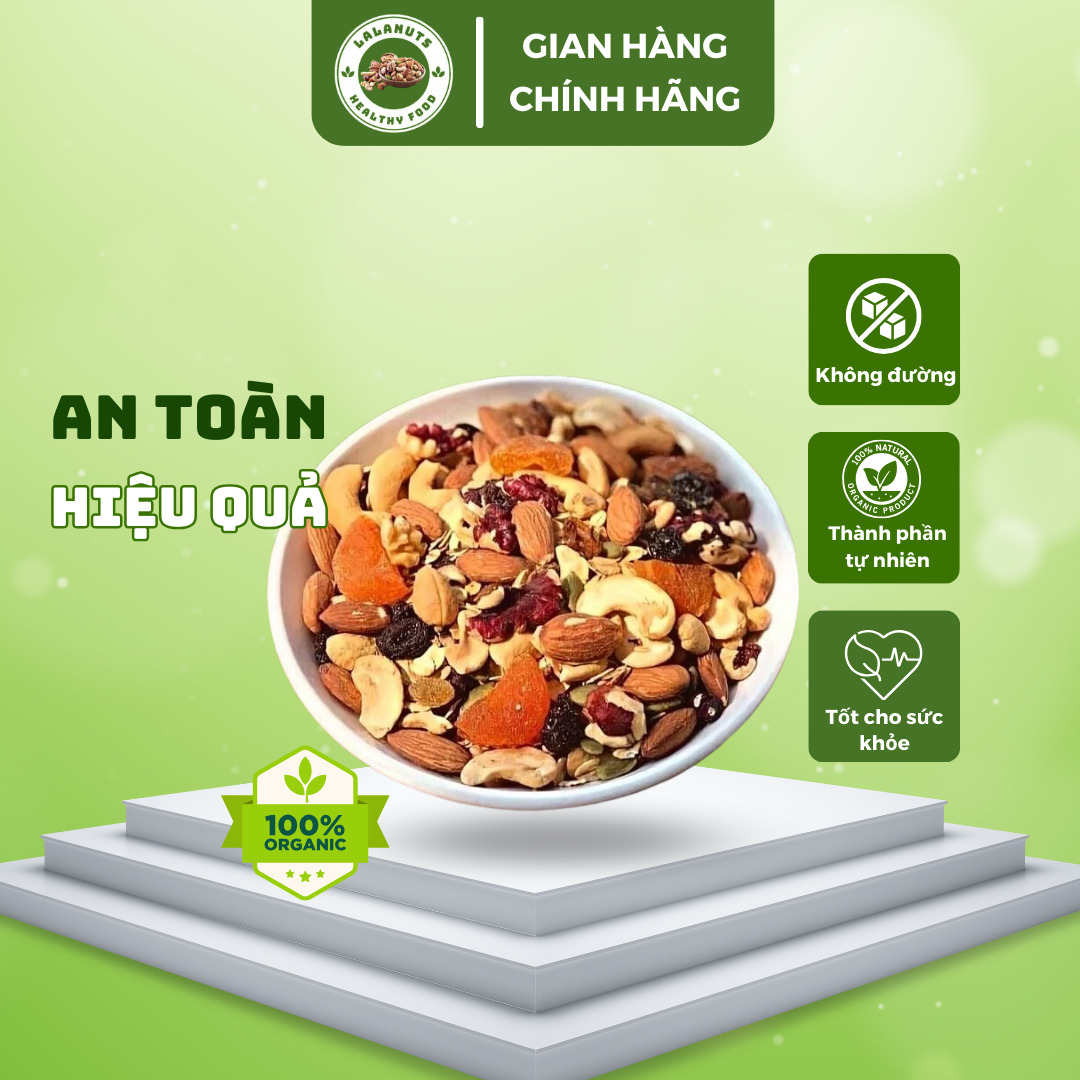 LALANUTS
HEALTHY FOOD
GIAN HÀNG
CHÍNH HÃNG
AN TOÀN
HIỆU QUẢ
Không đường
100% NATURAL
ORGANIC PRODUCT
Thành phần
tự nhiên
Tốt cho sức
khỏe
100%
ORGANIC